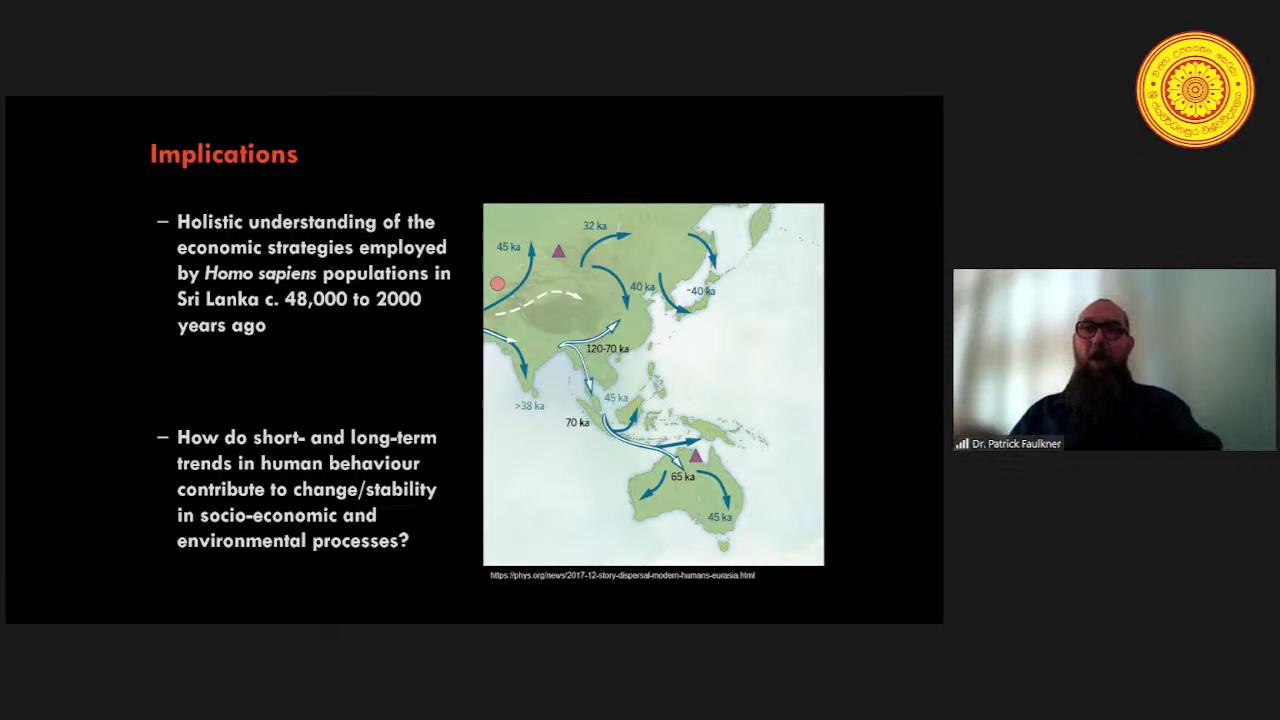 Implications
– Holistic understanding of the
economic strategies employed
by Homo sapiens populations in
Sri Lanka c. 48,000 to 2000
years ago
– How do short- and long-term
trends in human behaviour
contribute to change/stability
in socio-economic and
environmental processes?
32 ka
45 ka
40 ka
~40 ka
120-70 ka
>38 ka
45 ka
70 ka
65 ka
45 ka
https://phys.org/news/2017-12-story-dispersal-modern-humans-eurasia.html
Dr. Patrick Faulkner